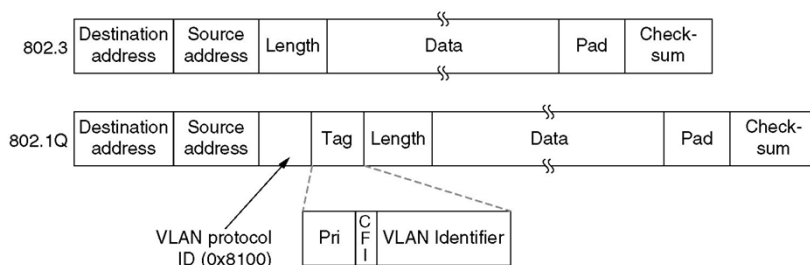 802.3
Destination address
Source address
Length
Data
Pad
Check-sum
802.1Q
Destination address
Source address
Tag
Length
Data
Pad
Check-sum
VLAN protocol
ID (0x8100)
Pri
CFI
VLAN Identifier